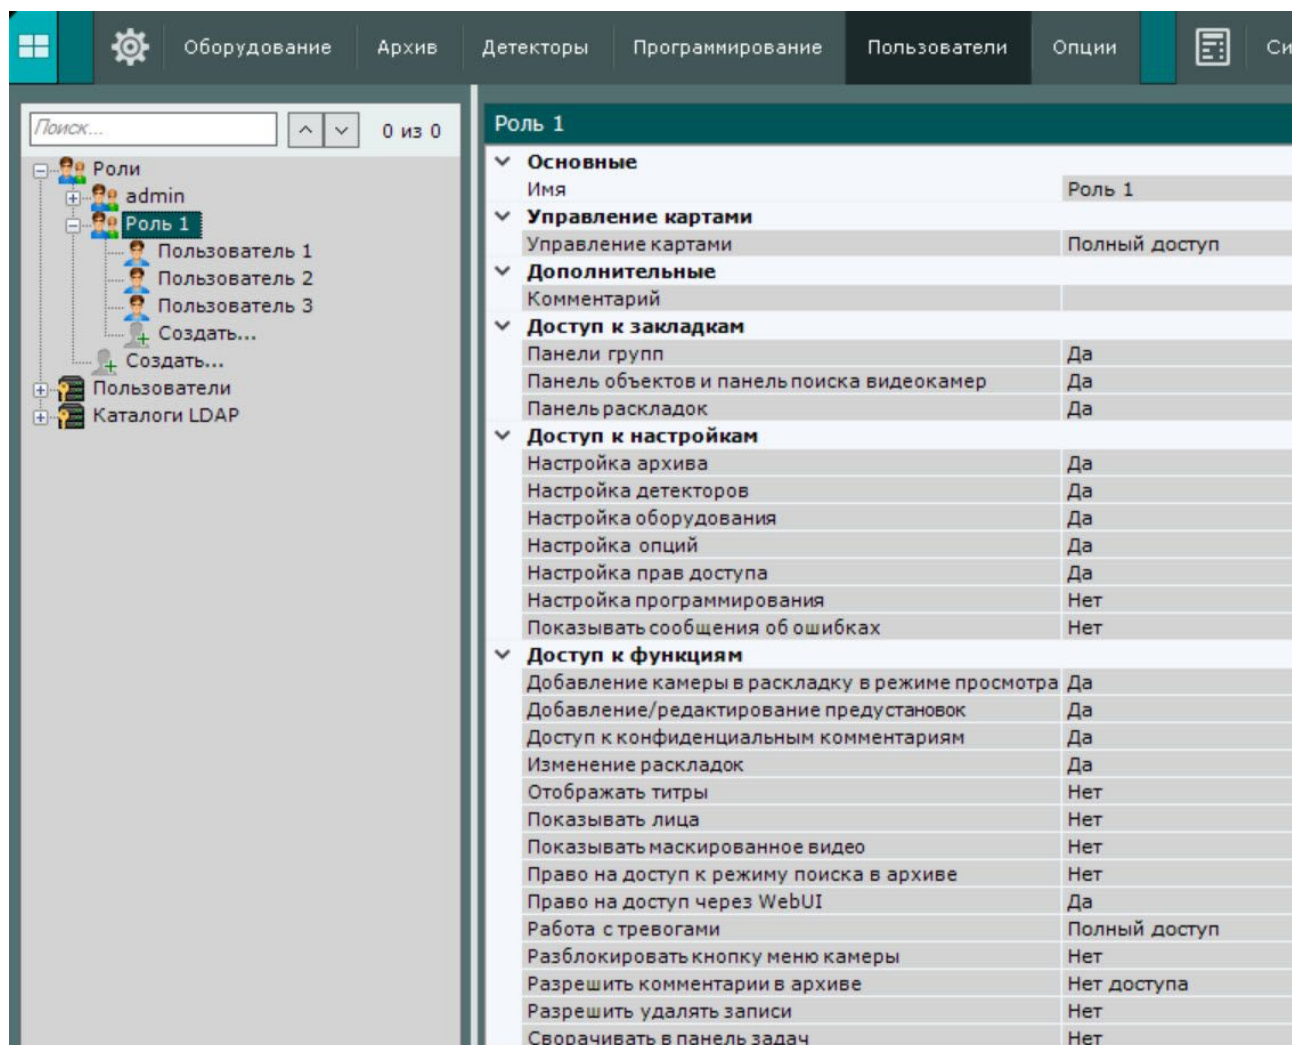 Оборудование Архив Детекторы Программирование Пользователи Опции Си
Поиск... 0 из 0
Роли
admin
Роль 1
Пользователь 1
Пользователь 2
Пользователь 3
Создать...
Создать...
Пользователи
Каталоги LDAP
Роль 1
Основные
Имя Роль 1
Управление картами
Управление картами Полный доступ
Дополнительные
Комментарий
Доступ к закладкам
Панели групп Да
Панель объектов и панель поиска видеокамер Да
Панель раскладок Да
Доступ к настройкам
Настройка архива Да
Настройка детекторов Да
Настройка оборудования Да
Настройка опций Да
Настройка прав доступа Да
Настройка программирования Нет
Показывать сообщения об ошибках Нет
Доступ к функциям
Добавление камеры в раскладку в режиме просмотра Да
Добавление/редактирование предустановок Да
Доступ к конфиденциальным комментариям Да
Изменение раскладок Да
Отображать титры Нет
Показывать лица Нет
Показывать маскированное видео Нет
Право на доступ к режиму поиска в архиве Нет
Право на доступ через WebUI Да
Работа с тревогами Полный доступ
Разблокировать кнопку меню камеры Нет
Разрешить комментарии в архиве Нет доступа
Разрешить удалять записи Нет
Сворачивать в панель задач Нет